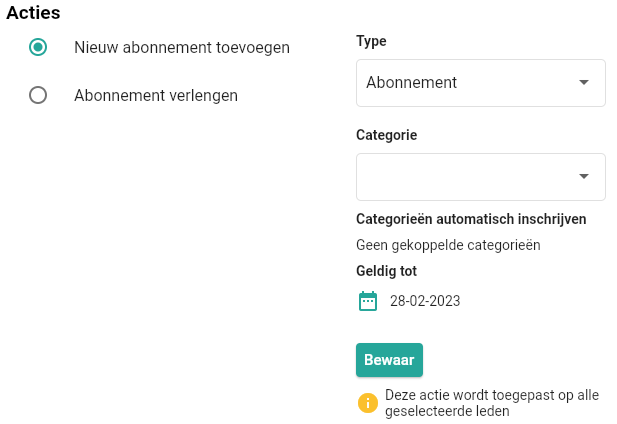 Acties
Nieuw abonnement toevoegen
Abonnement verlengen
Type
Abonnement
Categorie
Categorieën automatisch inschrijven
Geen gekoppelde categorieën
Geldig tot
28-02-2023
Bewaar
Deze actie wordt toegepast op alle
geselecteerde leden